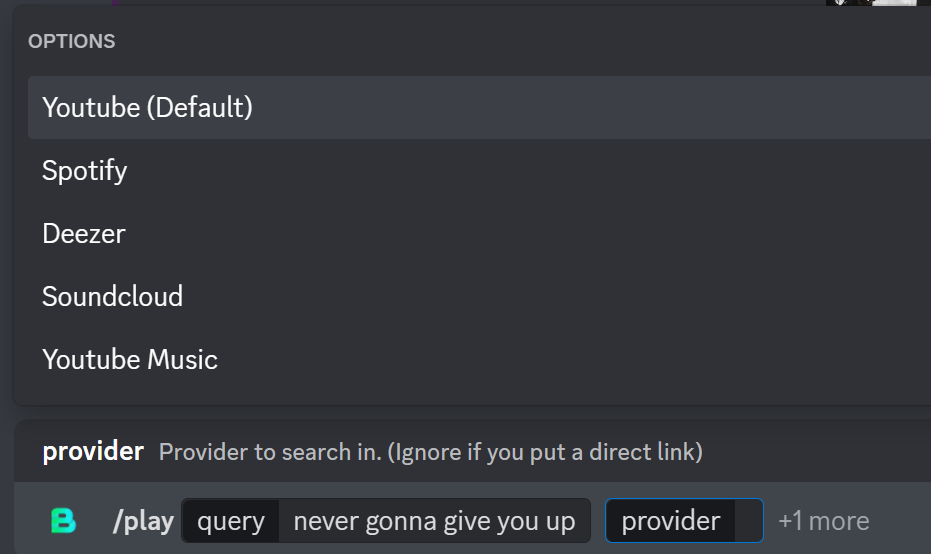 OPTIONS
Youtube (Default)
Spotify
Deezer
Soundcloud
Youtube Music
provider Provider to search in. (Ignore if you put a direct link)
B /play query never gonna give you up provider +1 more